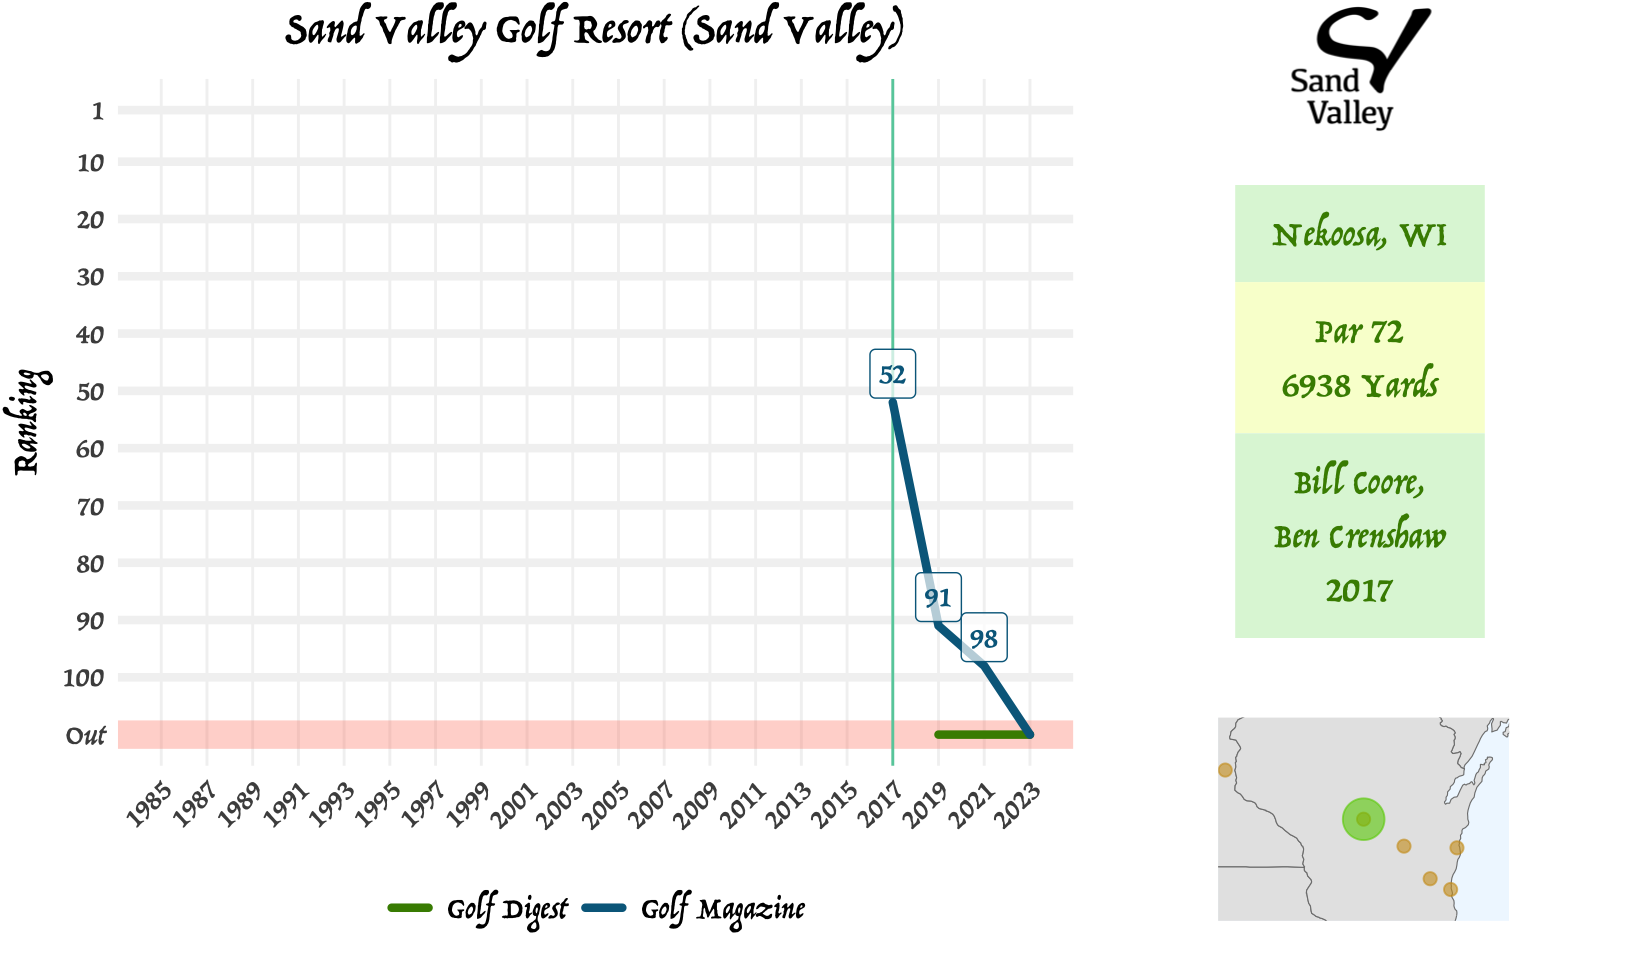 Sand Valley Golf Resort (Sand Valley)
Ranking
1
10
20
30
40
50
60
70
80
90
100
Out
52
91
98
1985
1987
1989
1991
1993
1995
1997
1999
2001
2003
2005
2007
2009
2011
2013
2015
2017
2019
2021
2023
Golf Digest
Golf Magazine
Sand
Valley
Nekoosa, WI
Par 72
6938 Yards
Bill Coore,
Ben Crenshaw
2017